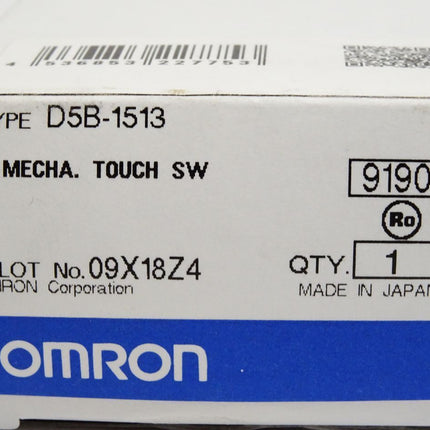 4 536853 227753
YPE D5B-1513
MECHA. TOUCH SW
9190
Ro
LOT No. 09X18Z4
QTY. 1
RON Corporation
MADE IN JAPAN
OMRON